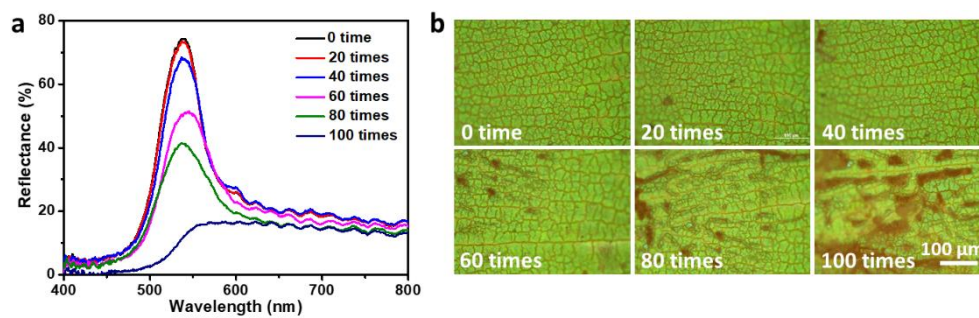 a
80
60
40
20
0
Reflectance (%)
400 500 600 700 800
Wavelength (nm)
0 time
20 times
40 times
60 times
80 times
100 times
b
0 time
20 times
40 times
60 times
80 times
100 times
100 µm